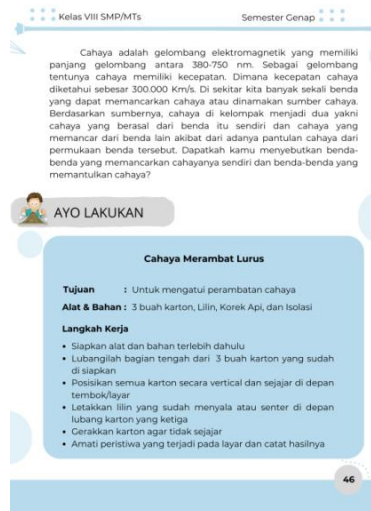 Kelas VIII SMP/MTs
Semester Genap
Cahaya adalah gelombang elektromagnetik yang memiliki
panjang gelombang antara 380-750 nm. Sebagai gelombang
tentunya cahaya memiliki kecepatan. Dimana kecepatan cahaya
diketahui sebesar 300.000 Km/s. Di sekitar kita banyak sekali benda
yang dapat memancarkan cahaya atau dinamakan sumber cahaya.
Berdasarkan sumbernya, cahaya di kelompak menjadi dua yakni
cahaya yang berasal dari benda itu sendiri dan cahaya yang
memancar dari benda lain akibat dari adanya pantulan cahaya dari
permukaan benda tersebut. Dapatkah kamu menyebutkan benda-
benda yang memancarkan cahayanya sendiri dan benda-benda yang
memantulkan cahaya?
AYO LAKUKAN
Cahaya Merambat Lurus
Tujuan : Untuk mengatui perambatan cahaya
Alat & Bahan : 3 buah karton, Lilin, Korek Api, dan Isolasi
Langkah Kerja
• Siapkan alat dan bahan terlebih dahulu
• Lubangilah bagian tengah dari 3 buah karton yang sudah
di siapkan
• Posisikan semua karton secara vertical dan sejajar di depan
tembok/layar
• Letakkan lilin yang sudah menyala atau senter di depan
lubang karton yang ketiga
• Gerakkan karton agar tidak sejajar
• Amati peristiwa yang terjadi pada layar dan catat hasilnya
46